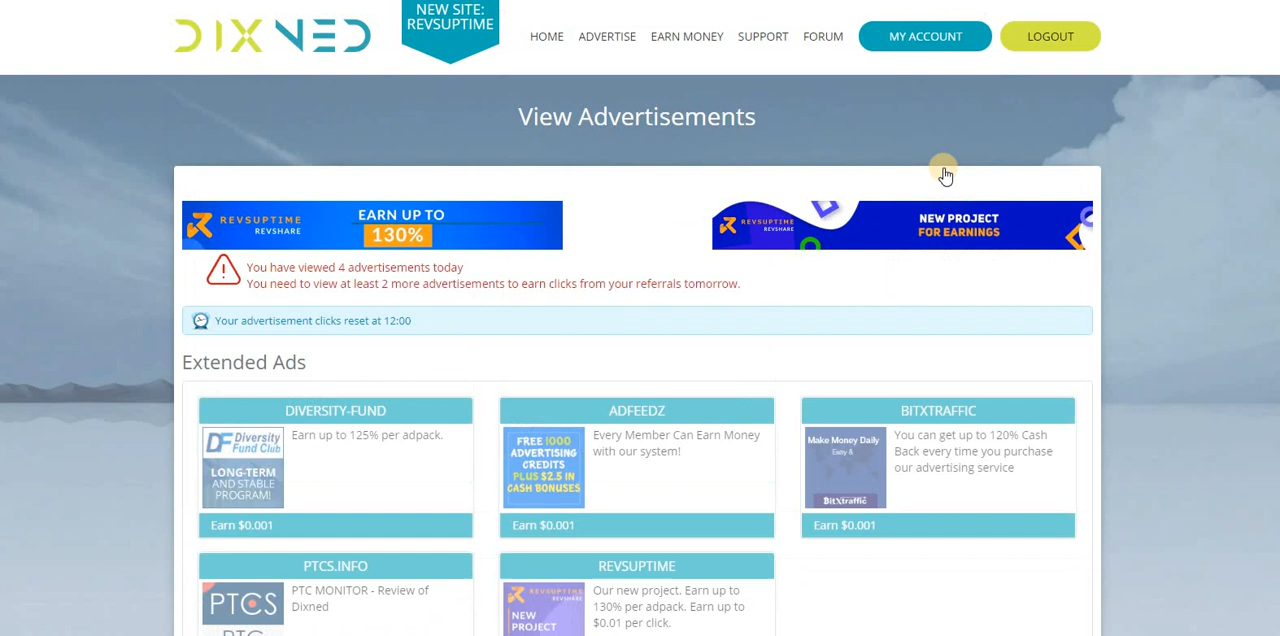 DIXNED
NEW SITE:
REVSUPTIME
HOME
ADVERTISE
EARN MONEY
SUPPORT
FORUM
MY ACCOUNT
LOGOUT
View Advertisements
REVSUPTIME
REVSHARE
EARN UP TO
130%
REVSUPTIME
REVSHARE
NEW PROJECT
FOR EARNINGS
You have viewed 4 advertisements today
You need to view at least 2 more advertisements to earn clicks from your referrals tomorrow.
Your advertisement clicks reset at 12:00
Extended Ads
DIVERSITY-FUND
DF Diversity
Fund Club
LONG-TERM
AND STABLE
PROGRAM!
Earn up to 125% per adpack.
Earn $0.001
ADFEEDZ
FREE 1000
ADVERTISING
CREDITS
PLUS $2.5 IN
CASH BONUSES
Every Member Can Earn Money
with our system!
Earn $0.001
BITXTRAFFIC
Make Money Daily
Easy &
BitXtraffic
You can get up to 120% Cash
Back every time you purchase
our advertising service
Earn $0.001
PTCS.INFO
PTCS
PTC MONITOR - Review of
Dixned
REVSUPTIME
REVSUPTIME
REVSHARE
NEW
PROJECT
Our new project. Earn up to
130% per adpack. Earn up to
$0.01 per click.